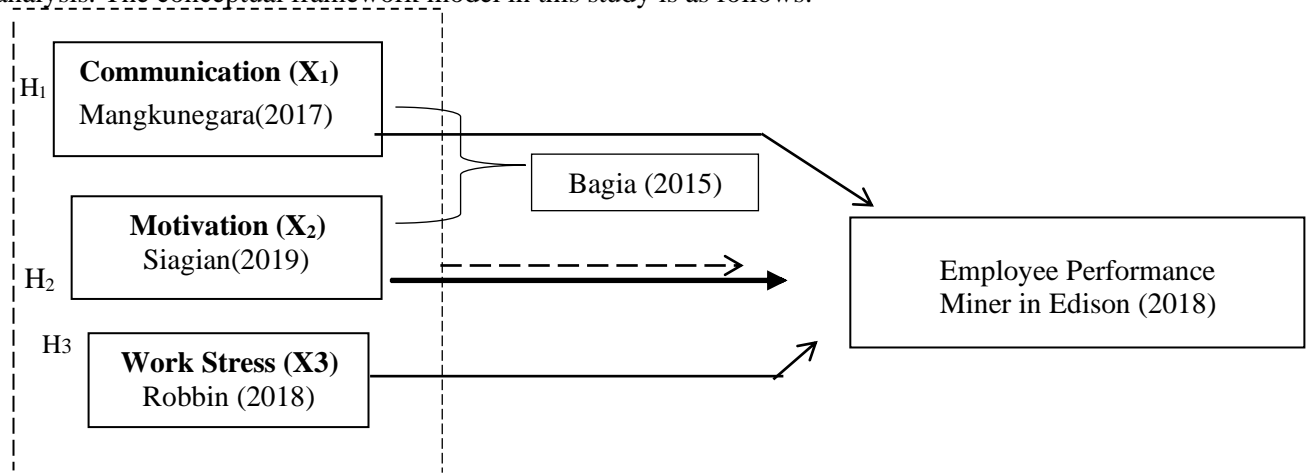 analysis. The conceptual framework model in this study is as follows:
H₁
Communication (X₁)
Mangkunegara(2017)
Bagia (2015)
Motivation (X₂)
Siagian(2019)
H₂
Employee Performance
Miner in Edison (2018)
H3
Work Stress (X3)
Robbin (2018)